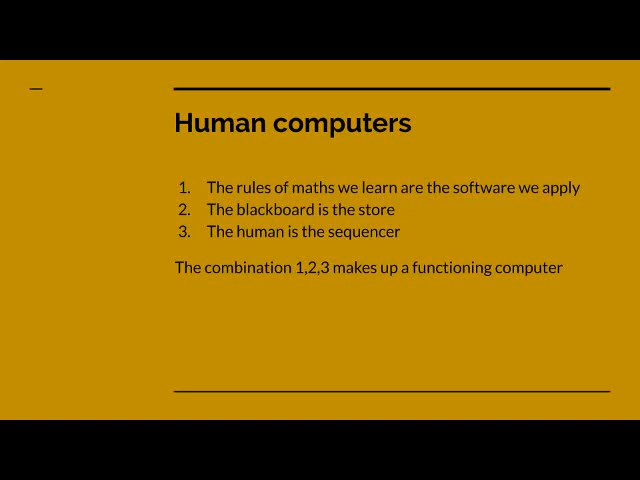 Human computers
1. The rules of maths we learn are the software we apply
2. The blackboard is the store
3. The human is the sequencer
The combination 1,2,3 makes up a functioning computer